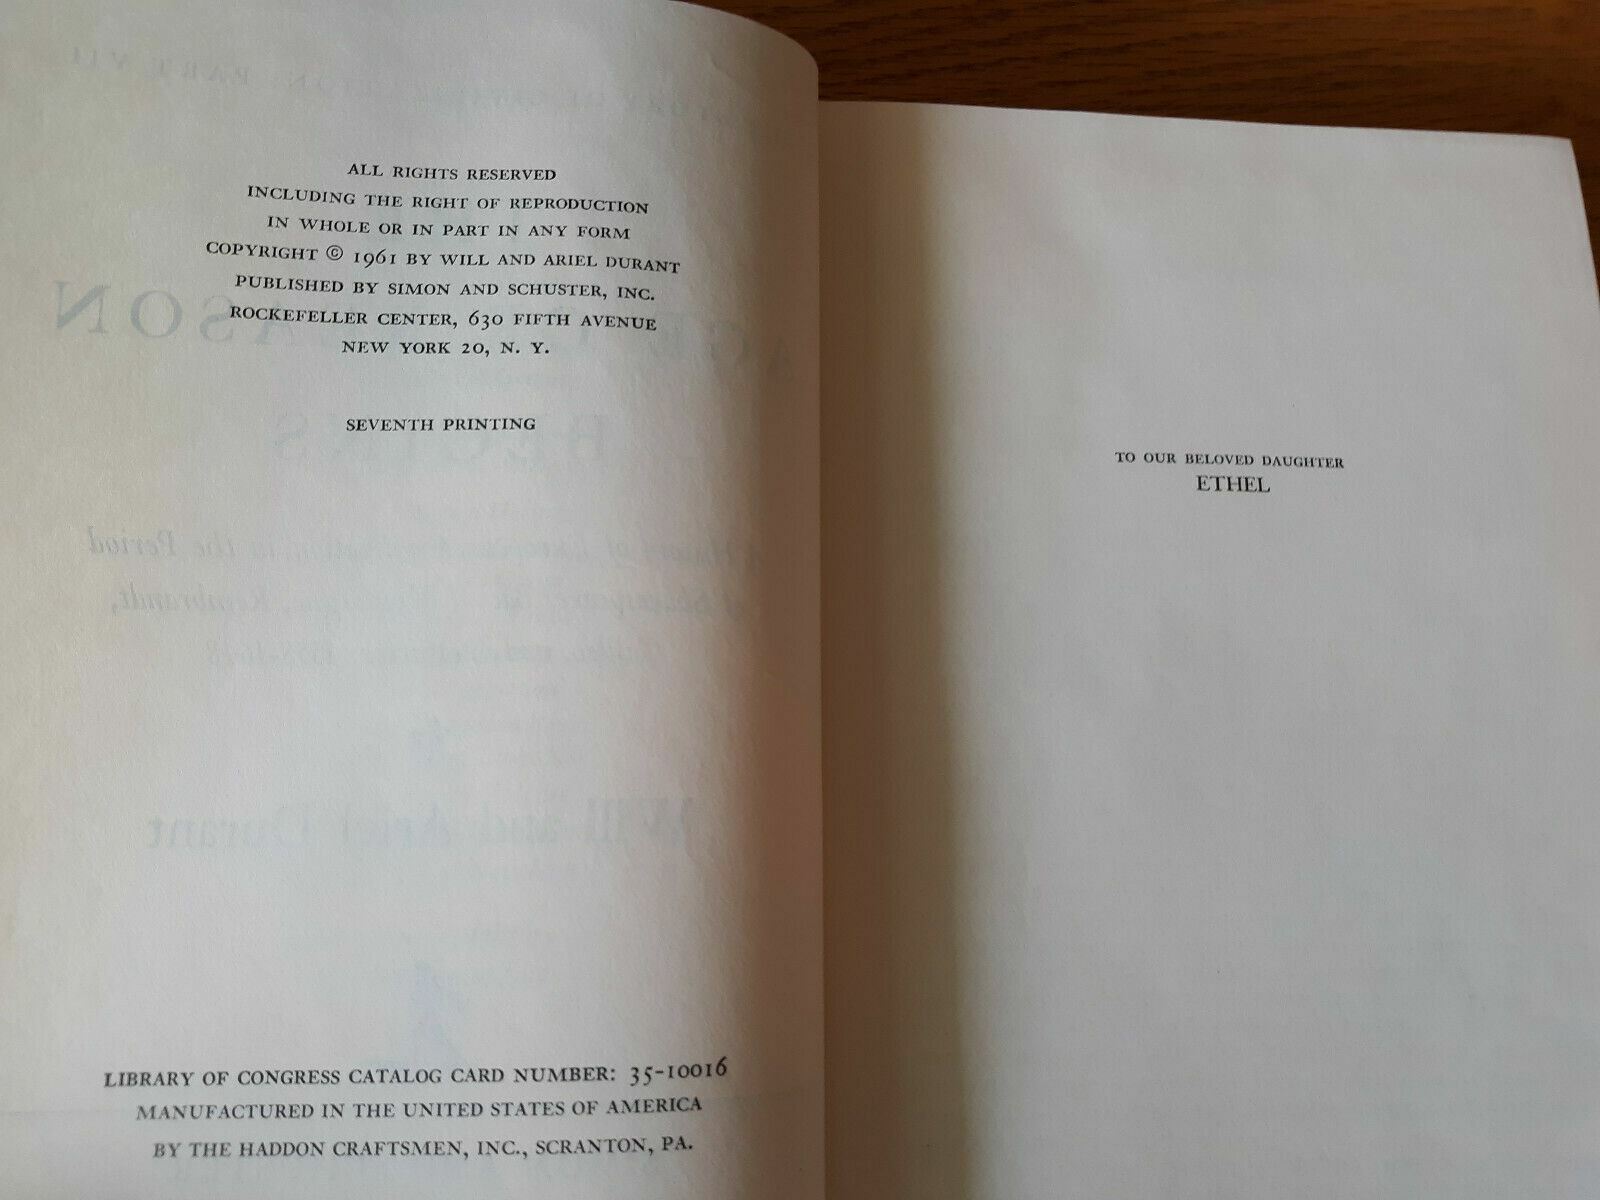 ALL RIGHTS RESERVED
INCLUDING THE RIGHT OF REPRODUCTION
IN WHOLE OR IN PART IN ANY FORM
COPYRIGHT © 1961 BY WILL AND ARIEL DURANT
PUBLISHED BY SIMON AND SCHUSTER, INC.
ROCKEFELLER CENTER, 630 FIFTH AVENUE
NEW YORK 20, N. Y.
SEVENTH PRINTING
LIBRARY OF CONGRESS CATALOG CARD NUMBER: 35-10016
MANUFACTURED IN THE UNITED STATES OF AMERICA
BY THE HADDON CRAFTSMEN, INC., SCRANTON, PA.
TO OUR BELOVED DAUGHTER
ETHEL